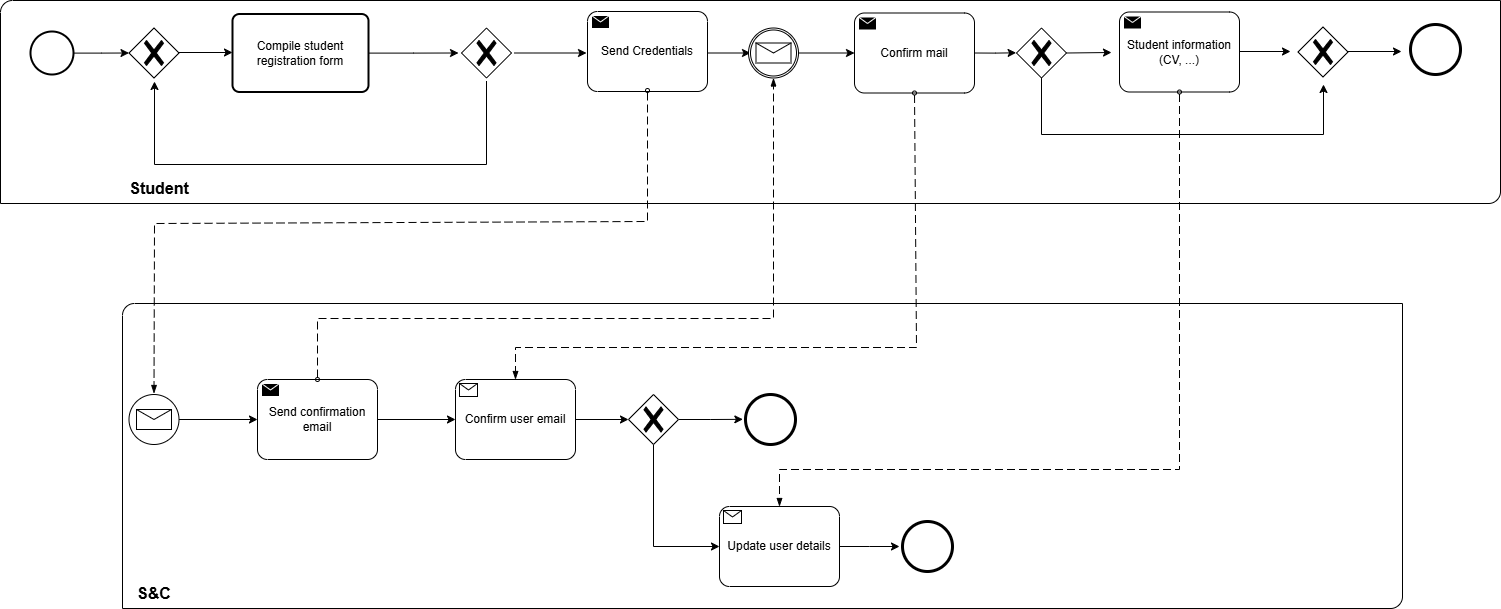 Compile student
registration form
Send Credentials
Confirm mail
Student information
(CV, ...)
Student
Send confirmation
email
Confirm user email
Update user details
S&C